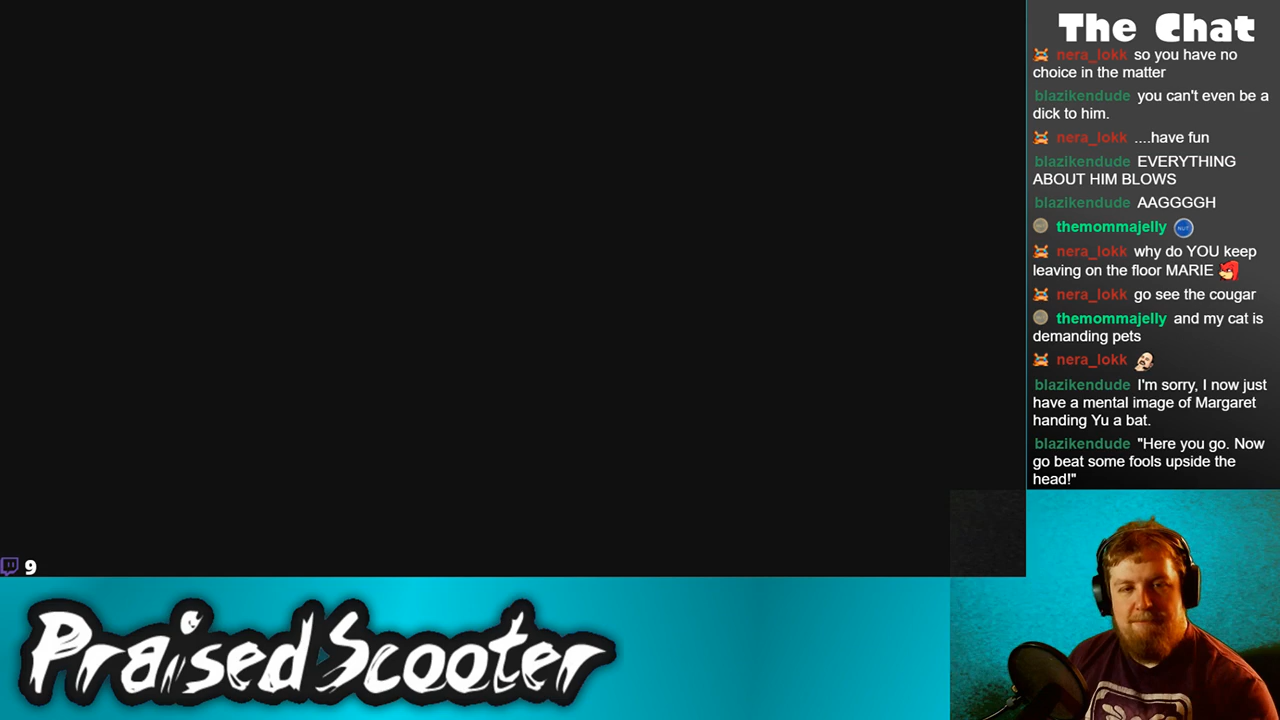 The Chat
nera_lokk so you have no
choice in the matter
blazikendude you can't even be a
dick to him.
nera_lokk ....have fun
blazikendude EVERYTHING
ABOUT HIM BLOWS
blazikendude AAGGGGH
themommajelly
nera_lokk why do YOU keep
leaving on the floor MARIE
nera_lokk go see the cougar
themommajelly and my cat is
demanding pets
nera_lokk
blazikendude I'm sorry, I now just
have a mental image of Margaret
handing Yu a bat.
blazikendude "Here you go. Now
go beat some fools upside the
head!"
9
PraisedScooter